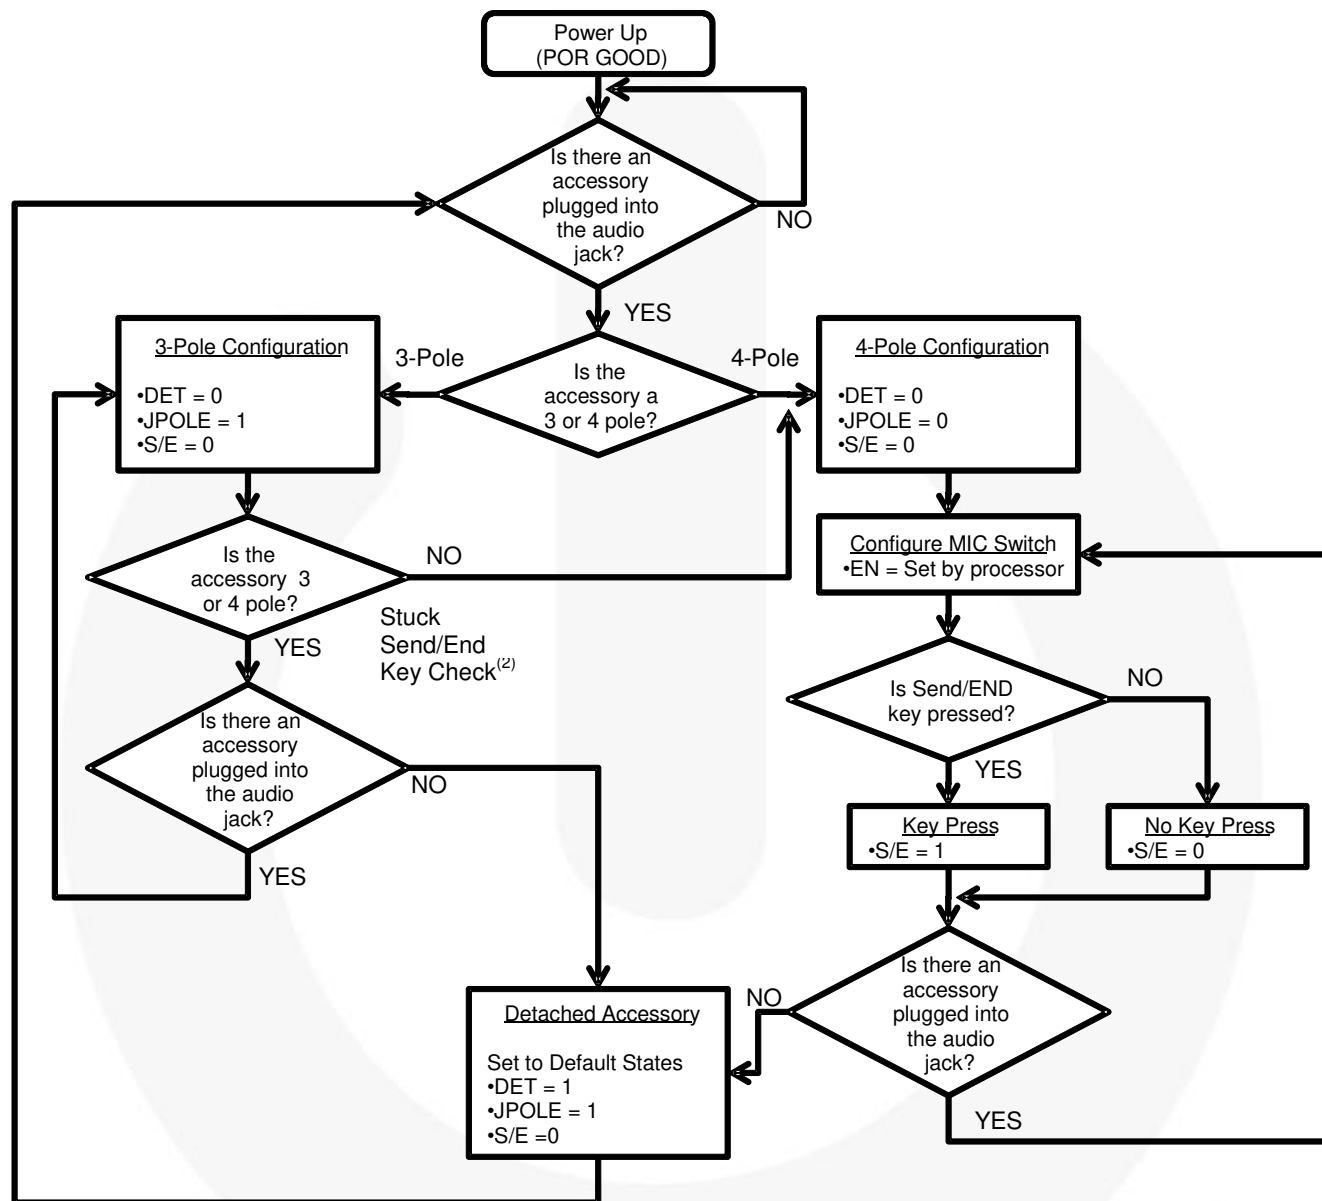 Power Up
(POR GOOD)
Is there an
accessory
plugged into
the audio
jack?
NO
YES
3-Pole Configuration
•DET = 0
•JPOLE = 1
•S/E = 0
3-Pole
Is the
accessory a
3 or 4 pole?
4-Pole
4-Pole Configuration
•DET = 0
•JPOLE = 0
•S/E = 0
Is the
accessory 3
or 4 pole?
NO
YES
Stuck
Send/End
Key Check(2)
Configure MIC Switch
•EN = Set by processor
Is Send/END
key pressed?
NO
YES
Is there an
accessory
plugged into
the audio
jack?
NO
YES
Key Press
•S/E = 1
No Key Press
•S/E = 0
Is there an
accessory
plugged into
the audio
jack?
NO
YES
Detached Accessory
Set to Default States
•DET = 1
•JPOLE = 1
•S/E =0